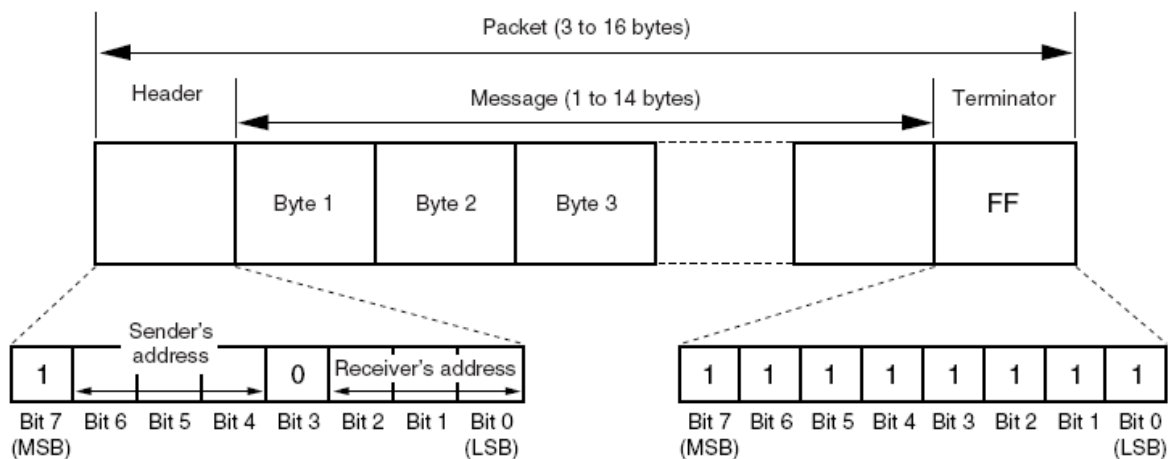 Packet (3 to 16 bytes)
Header
Message (1 to 14 bytes)
Terminator
Byte 1
Byte 2
Byte 3
FF
Sender's
address
1
0
Receiver's address
Bit 7 Bit 6 Bit 5 Bit 4 Bit 3 Bit 2 Bit 1 Bit 0
(MSB) (LSB)
1 1 1 1 1 1 1 1
Bit 7 Bit 6 Bit 5 Bit 4 Bit 3 Bit 2 Bit 1 Bit 0
(MSB) (LSB)